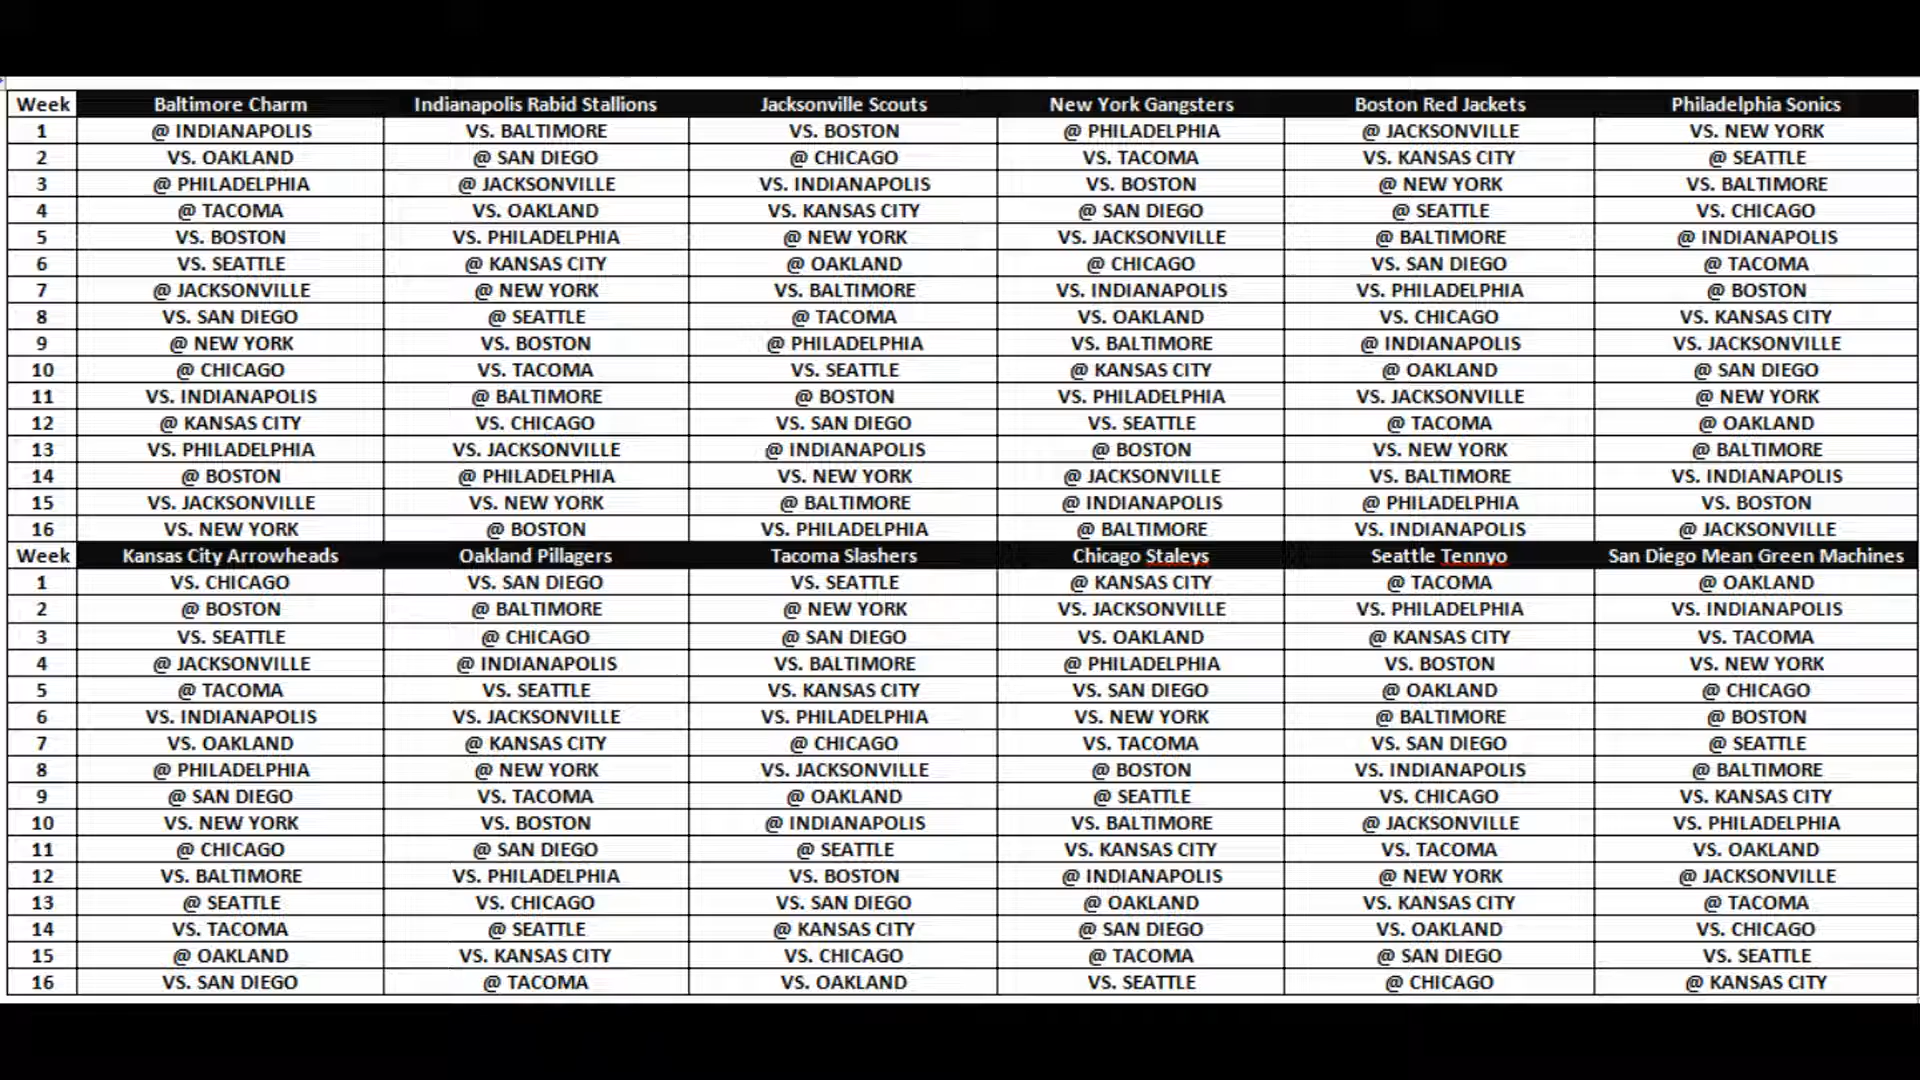 Week Baltimore Charm Indianapolis Rabid Stallions Jacksonville Scouts New York Gangsters Boston Red Jackets Philadelphia Sonics
1 @ INDIANAPOLIS VS. BALTIMORE VS. BOSTON @ PHILADELPHIA @ JACKSONVILLE VS. NEW YORK
2 VS. OAKLAND @ SAN DIEGO @ CHICAGO VS. TACOMA VS. KANSAS CITY @ SEATTLE
3 @ PHILADELPHIA @ JACKSONVILLE VS. INDIANAPOLIS VS. BOSTON @ NEW YORK VS. BALTIMORE
4 @ TACOMA VS. OAKLAND VS. KANSAS CITY @ SAN DIEGO @ SEATTLE VS. CHICAGO
5 VS. BOSTON VS. PHILADELPHIA @ NEW YORK VS. JACKSONVILLE @ BALTIMORE @ INDIANAPOLIS
6 VS. SEATTLE @ KANSAS CITY @ OAKLAND @ CHICAGO VS. SAN DIEGO @ TACOMA
7 @ JACKSONVILLE @ NEW YORK VS. BALTIMORE VS. INDIANAPOLIS VS. PHILADELPHIA @ BOSTON
8 VS. SAN DIEGO @ SEATTLE @ TACOMA VS. OAKLAND VS. CHICAGO VS. KANSAS CITY
9 @ NEW YORK VS. BOSTON @ PHILADELPHIA VS. BALTIMORE @ INDIANAPOLIS VS. JACKSONVILLE
10 @ CHICAGO VS. TACOMA VS. SEATTLE @ KANSAS CITY @ OAKLAND @ SAN DIEGO
11 VS. INDIANAPOLIS @ BALTIMORE @ BOSTON VS. PHILADELPHIA VS. JACKSONVILLE @ NEW YORK
12 @ KANSAS CITY VS. CHICAGO VS. SAN DIEGO VS. SEATTLE @ TACOMA @ OAKLAND
13 VS. PHILADELPHIA VS. JACKSONVILLE @ INDIANAPOLIS @ BOSTON VS. NEW YORK @ BALTIMORE
14 @ BOSTON @ PHILADELPHIA VS. NEW YORK @ JACKSONVILLE VS. BALTIMORE VS. INDIANAPOLIS
15 VS. JACKSONVILLE VS. NEW YORK @ BALTIMORE @ INDIANAPOLIS @ PHILADELPHIA VS. BOSTON
16 VS. NEW YORK @ BOSTON VS. PHILADELPHIA @ BALTIMORE VS. INDIANAPOLIS @ JACKSONVILLE
Week Kansas City Arrowheads Oakland Pillagers Tacoma Slashers Chicago Staleys Seattle Tennyo San Diego Mean Green Machines
1 VS. CHICAGO VS. SAN DIEGO VS. SEATTLE @ KANSAS CITY @ TACOMA @ OAKLAND
2 @ BOSTON @ BALTIMORE @ NEW YORK VS. JACKSONVILLE VS. PHILADELPHIA VS. INDIANAPOLIS
3 VS. SEATTLE @ CHICAGO @ SAN DIEGO VS. OAKLAND @ KANSAS CITY VS. TACOMA
4 @ JACKSONVILLE @ INDIANAPOLIS VS. BALTIMORE @ PHILADELPHIA VS. BOSTON VS. NEW YORK
5 @ TACOMA VS. SEATTLE VS. KANSAS CITY VS. SAN DIEGO @ OAKLAND @ CHICAGO
6 VS. INDIANAPOLIS VS. JACKSONVILLE VS. PHILADELPHIA VS. NEW YORK @ BALTIMORE @ BOSTON
7 VS. OAKLAND @ KANSAS CITY @ CHICAGO VS. TACOMA VS. SAN DIEGO @ SEATTLE
8 @ PHILADELPHIA @ NEW YORK VS. JACKSONVILLE @ BOSTON VS. INDIANAPOLIS @ BALTIMORE
9 @ SAN DIEGO VS. TACOMA @ OAKLAND @ SEATTLE VS. CHICAGO VS. KANSAS CITY
10 VS. NEW YORK VS. BOSTON @ INDIANAPOLIS VS. BALTIMORE @ JACKSONVILLE VS. PHILADELPHIA
11 @ CHICAGO @ SAN DIEGO @ SEATTLE VS. KANSAS CITY VS. TACOMA VS. OAKLAND
12 VS. BALTIMORE VS. PHILADELPHIA VS. BOSTON @ INDIANAPOLIS @ NEW YORK @ JACKSONVILLE
13 @ SEATTLE VS. CHICAGO VS. SAN DIEGO @ OAKLAND VS. KANSAS CITY @ TACOMA
14 VS. TACOMA @ SEATTLE @ KANSAS CITY @ SAN DIEGO VS. OAKLAND VS. CHICAGO
15 @ OAKLAND VS. KANSAS CITY VS. CHICAGO @ TACOMA @ SAN DIEGO VS. SEATTLE
16 VS. SAN DIEGO @ TACOMA VS. OAKLAND VS. SEATTLE @ CHICAGO @ KANSAS CITY